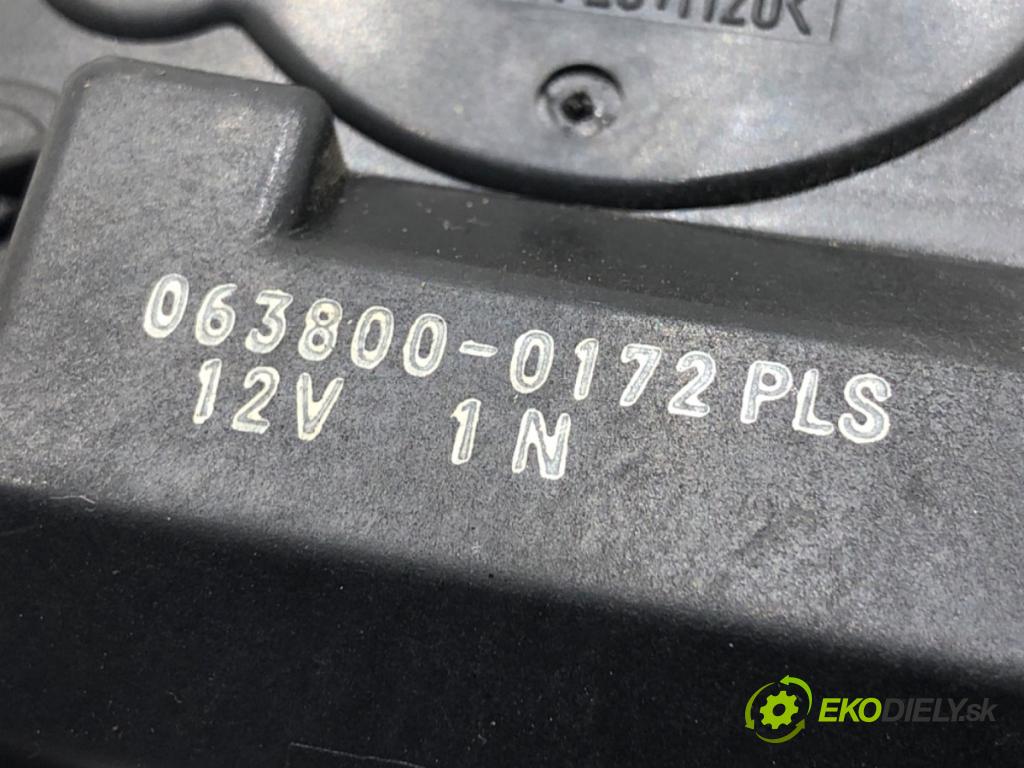 063800-0172 PLS
12V 1N
EKODIELY.sk